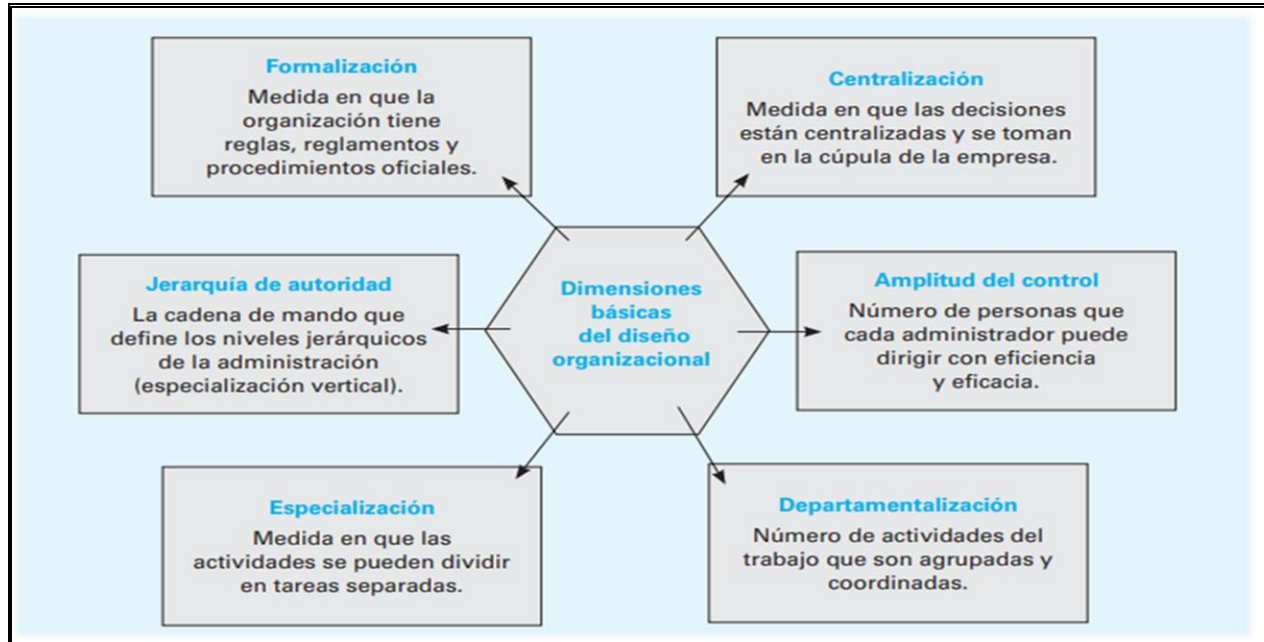 Formalización
Medida en que la
organización tiene
reglas, reglamentos y
procedimientos oficiales.
Centralización
Medida en que las decisiones
están centralizadas y se toman
en la cúpula de la empresa.
Jerarquía de autoridad
La cadena de mando que
define los niveles jerárquicos
de la administración
(especialización vertical).
Dimensiones
básicas
del diseño
organizacional
Amplitud del control
Número de personas que
cada administrador puede
dirigir con eficiencia
y eficacia.
Especialización
Medida en que las
actividades se pueden dividir
en tareas separadas.
Departamentalización
Número de actividades del
trabajo que son agrupadas y
coordinadas.